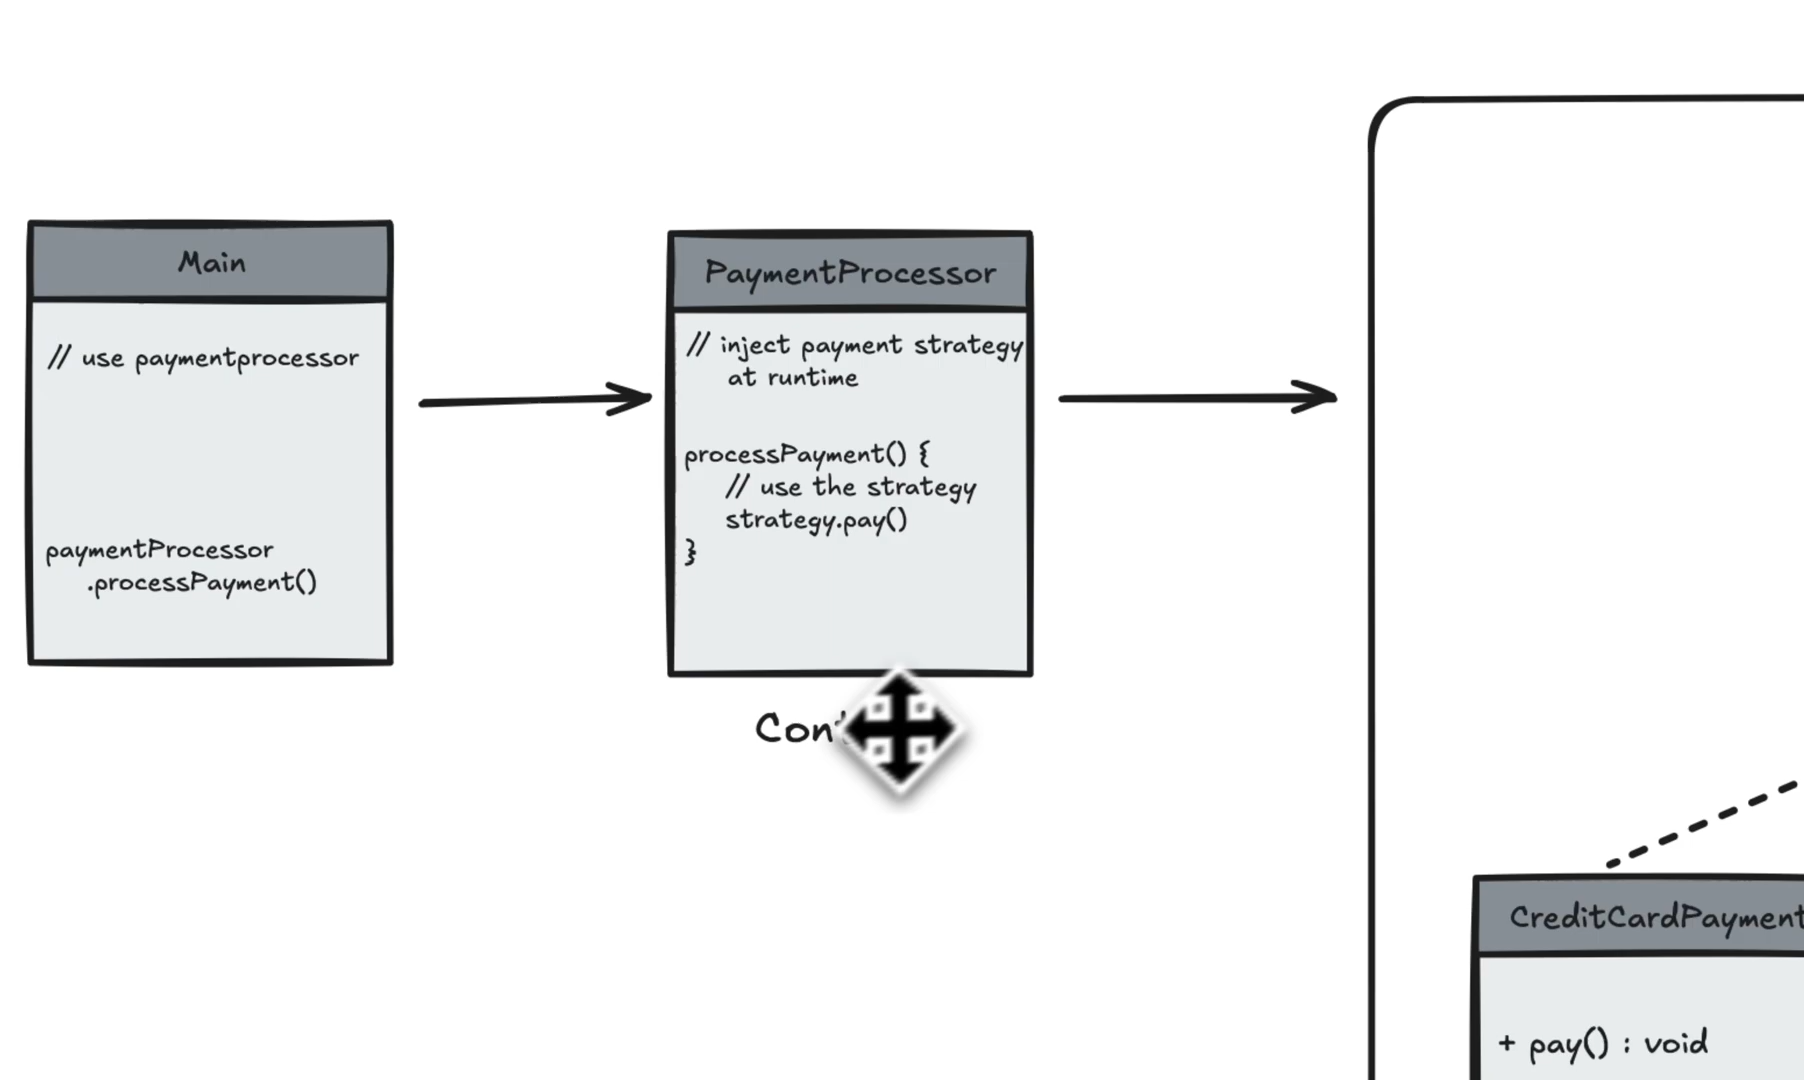 Main
// use paymentprocessor
paymentProcessor
.processPayment()
PaymentProcessor
// inject payment strategy
at runtime
processPayment() {
// use the strategy
strategy.pay()
}
CreditCardPayment
+ pay() : void